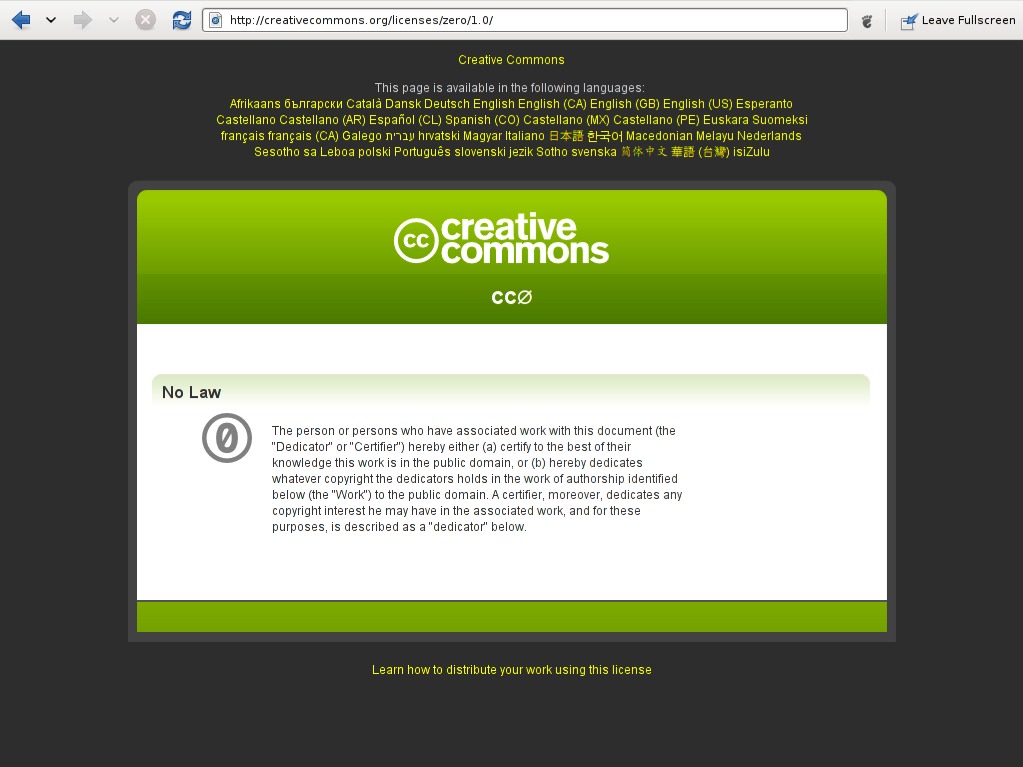 http://creativecommons.org/licenses/zero/1.0/
Leave Fullscreen
Creative Commons
This page is available in the following languages:
Afrikaans български Català Dansk Deutsch English English (CA) English (GB) English (US) Esperanto
Castellano Castellano (AR) Español (CL) Spanish (CO) Castellano (MX) Castellano (PE) Euskara Suomeksi
français français (CA) Galego עברית hrvatski Magyar Italiano 日本語 한국어 Macedonian Melayu Nederlands
Sesotho sa Leboa polski Português slovenski jezik Sotho svenska 简体中文 華語 (台灣) isiZulu
cc creative
commons
cc∅
No Law
0
The person or persons who have associated work with this document (the
"Dedicator" or "Certifier") hereby either (a) certify to the best of their
knowledge this work is in the public domain, or (b) hereby dedicates
whatever copyright the dedicators holds in the work of authorship identified
below (the "Work") to the public domain. A certifier, moreover, dedicates any
copyright interest he may have in the associated work, and for these
purposes, is described as a "dedicator" below.
Learn how to distribute your work using this license